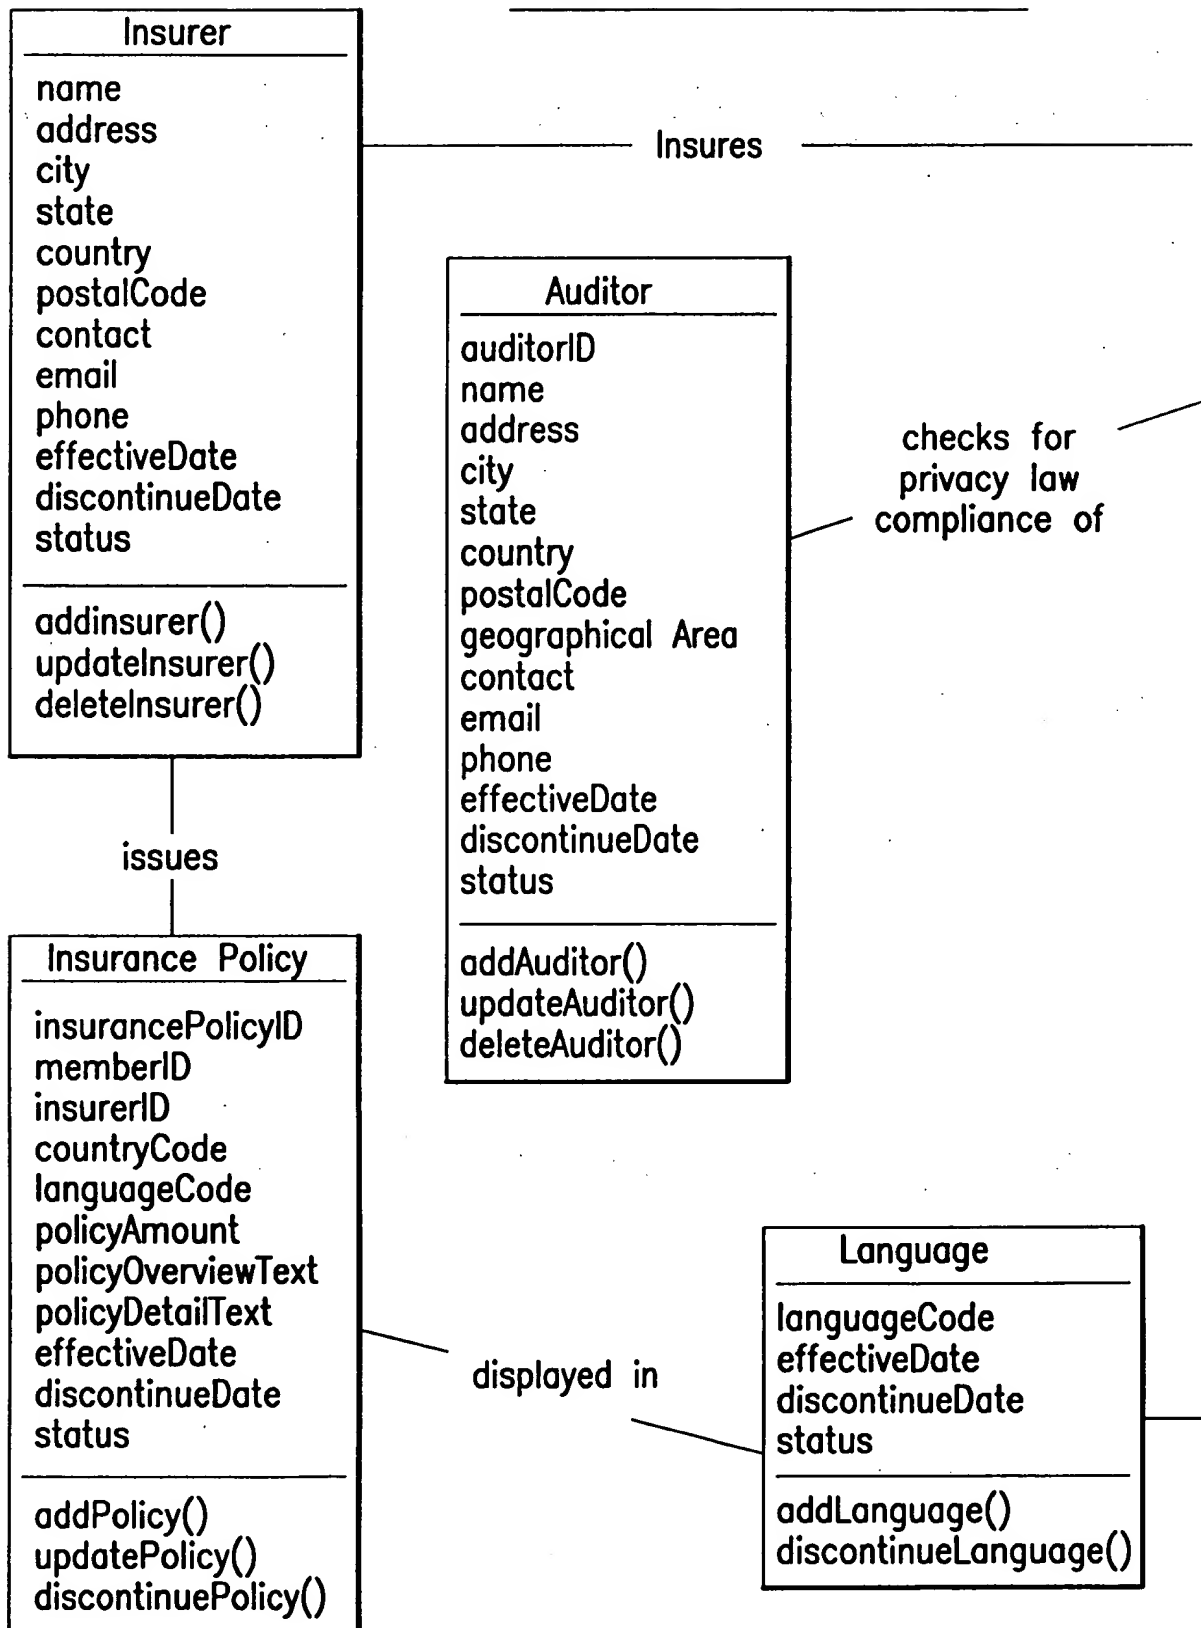 Insurer
name
address
city
state
country
postalCode
contact
email
phone
effectiveDate
discontinueDate
status
addinsurer()
updateInsurer()
deleteInsurer()
Insures
Auditor
auditorID
name
address
city
state
country
postalCode
geographical Area
contact
email
phone
effectiveDate
discontinueDate
status
addAuditor()
updateAuditor()
deleteAuditor()
checks for
privacy law
compliance of
issues
Insurance Policy
insurancePolicyID
memberID
insurerID
countryCode
languageCode
policyAmount
policyOverviewText
policyDetailText
effectiveDate
discontinueDate
status
addPolicy()
updatePolicy()
discontinuePolicy()
displayed in
Language
languageCode
effectiveDate
discontinueDate
status
addLanguage()
discontinueLanguage()